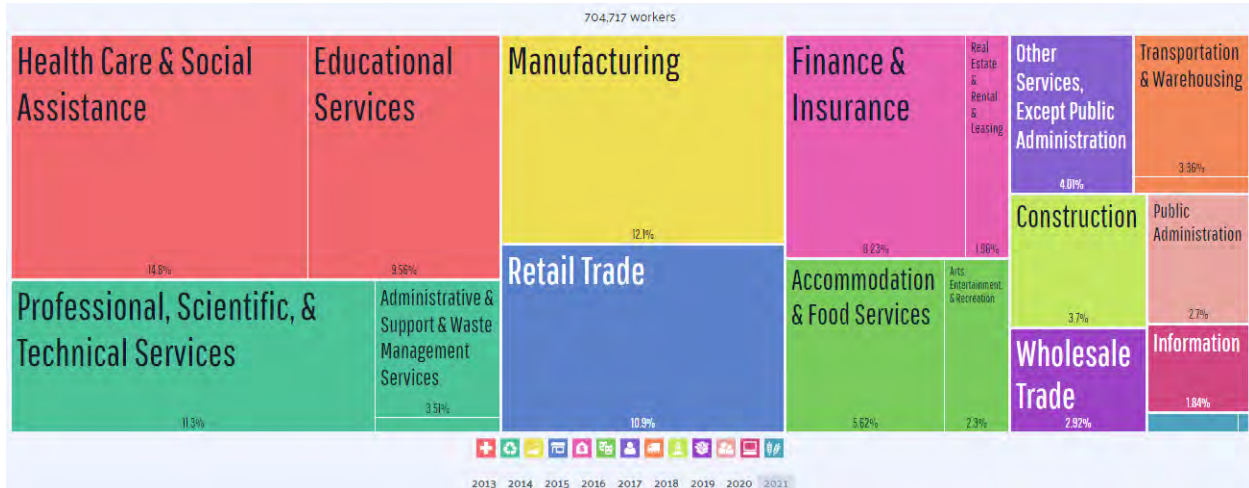 704,717 workers
Health Care & Social
Assistance
14.8%
Educational
Services
9.56%
Professional, Scientific, &
Technical Services
11.3%
Administrative &
Support & Waste
Management
Services
3.51%
Manufacturing
12.1%
Retail Trade
10.9%
Finance &
Insurance
8.23%
Real
Estate
&
Rental
&
Leasing
1.96%
Accommodation
& Food Services
5.62%
Arts,
Entertainment,
& Recreation
2.3%
Other
Services,
Except Public
Administration
4.01%
Transportation
& Warehousing
3.36%
Construction
3.7%
Public
Administration
2.7%
Wholesale
Trade
2.92%
Information
1.84%
2013 2014 2015 2016 2017 2018 2019 2020 2021